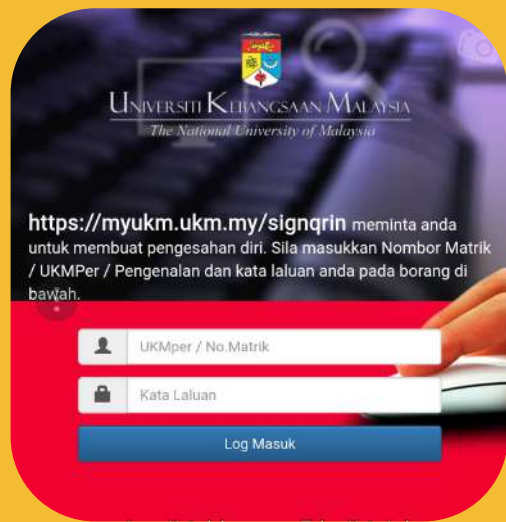 UNIVERSITI KEBANGSAAN MALAYSIA
The National University of Malaysia
https://myukm.ukm.my/signqrin meminta anda
untuk membuat pengesahan diri. Sila masukkan Nombor Matrik
/ UKMPer / Pengenalan dan kata laluan anda pada borang di
bawah.
UKMper / No.Matrik
Kata Laluan
Log Masuk